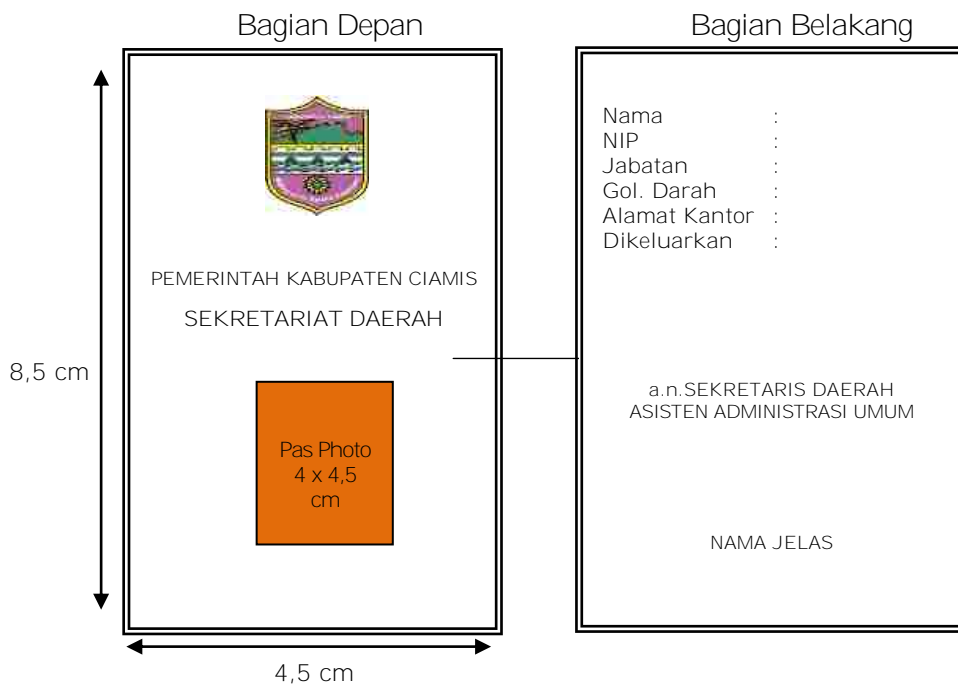 Bagian Depan
PEMERINTAH KABUPATEN CIAMIS
SEKRETARIAT DAERAH
Pas Photo
4 x 4,5
cm
8,5 cm
4,5 cm
Bagian Belakang
Nama :
NIP :
Jabatan :
Gol. Darah :
Alamat Kantor :
Dikeluarkan :
a.n.SEKRETARIS DAERAH
ASISTEN ADMINISTRASI UMUM
NAMA JELAS